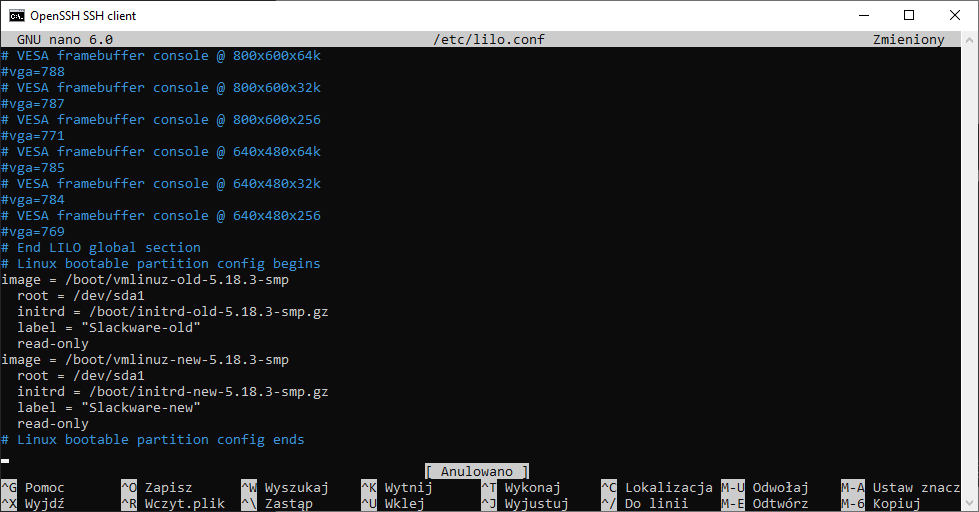 OpenSSH SSH client
GNU nano 6.0 /etc/lilo.conf Zmieniony
# VESA framebuffer console @ 800x600x64k
#vga=788
# VESA framebuffer console @ 800x600x32k
#vga=787
# VESA framebuffer console @ 800x600x256
#vga=771
# VESA framebuffer console @ 640x480x64k
#vga=785
# VESA framebuffer console @ 640x480x32k
#vga=784
# VESA framebuffer console @ 640x480x256
#vga=769
# End LILO global section
# Linux bootable partition config begins
image = /boot/vmlinuz-old-5.18.3-smp
  root = /dev/sda1
  initrd = /boot/initrd-old-5.18.3-smp.gz
  label = "Slackware-old"
  read-only
image = /boot/vmlinuz-new-5.18.3-smp
  root = /dev/sda1
  initrd = /boot/initrd-new-5.18.3-smp.gz
  label = "Slackware-new"
  read-only
# Linux bootable partition config ends
[ Anulowano ]
^G Pomoc ^O Zapisz ^W Wyszukaj ^K Wytnij ^T Wykonaj ^C Lokalizacja M-U Odwołaj M-A Ustaw znacz
^X Wyjdź ^R Wczyt.plik ^\ Zastąp ^U Wklej ^J Wyjustuj ^/ Do linii M-E Odtwórz M-6 Kopiuj